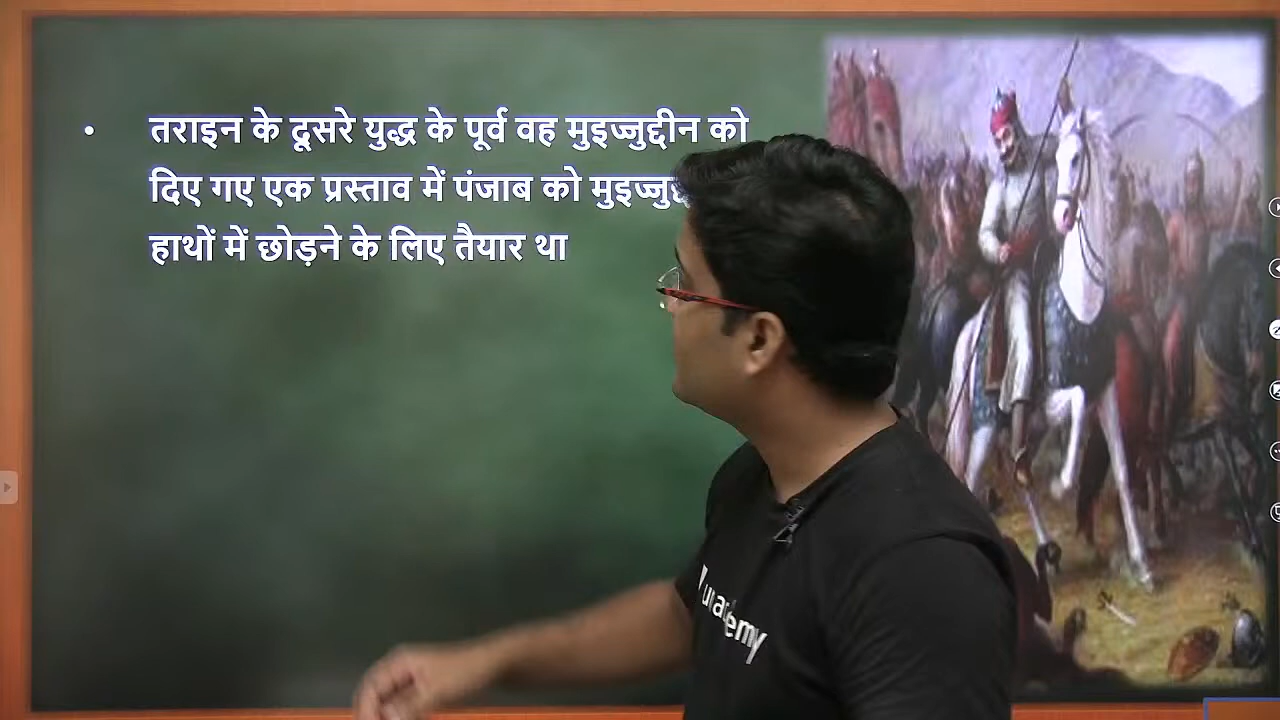 • तराइन के दूसरे युद्ध के पूर्व वह मुइज्जुद्दीन को
दिए गए एक प्रस्ताव में पंजाब को
हाथों में छोड़ने के लिए तैयार था